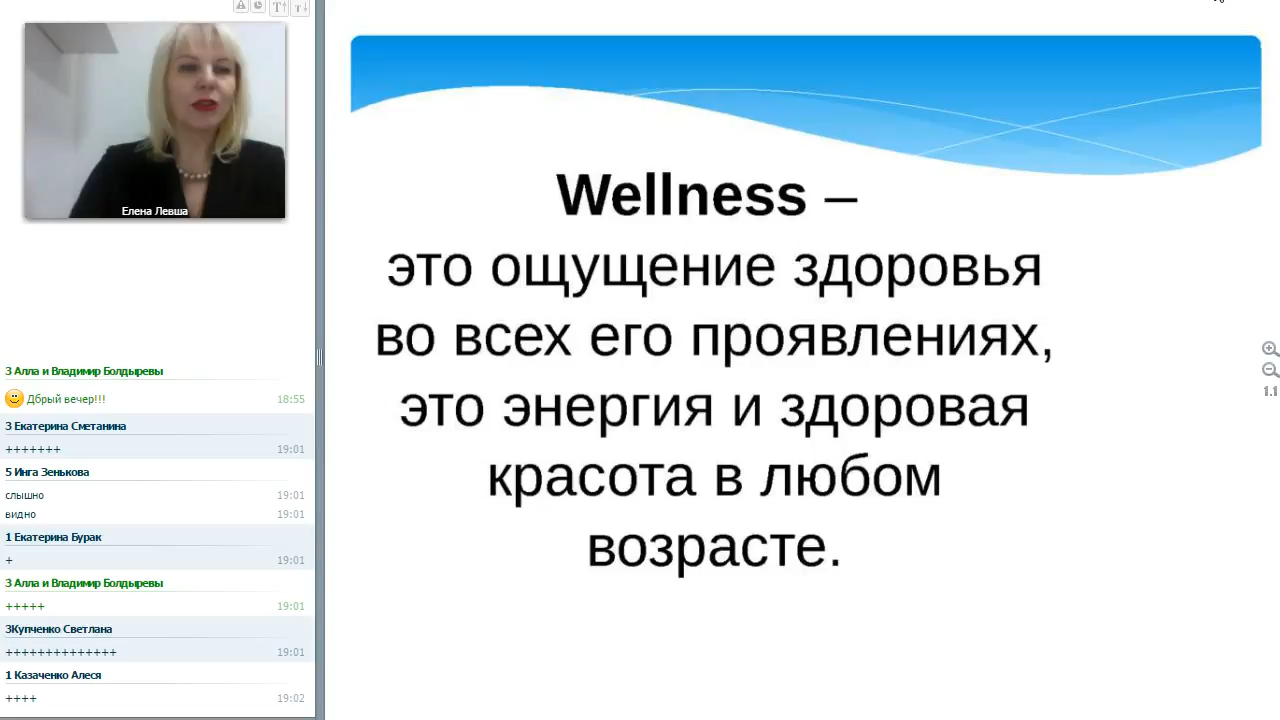 Елена Левша
3 Алла и Владимир Болдыревы
Дбрый вечер!!! 18:55
3 Екатерина Сметанина
+++++++ 19:01
5 Инга Зенькова
слышно 19:01
видно 19:01
1 Екатерина Бурак
+ 19:01
3 Алла и Владимир Болдыревы
+++++ 19:01
3Купченко Светлана
++++++++++++++ 19:01
1 Казаченко Алеся
++++ 19:02
Wellness –
это ощущение здоровья
во всех его проявлениях,
это энергия и здоровая
красота в любом
возрасте.
1.1